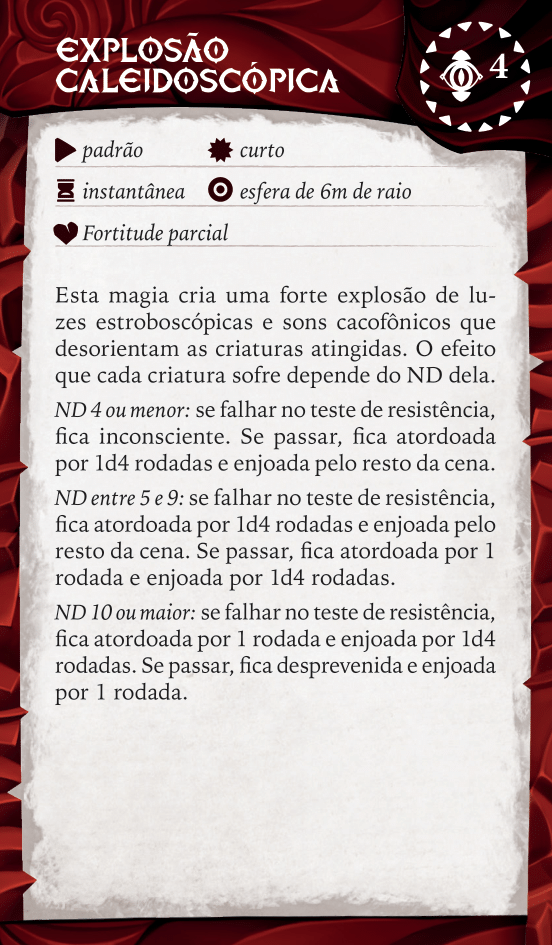 EXPLOSÃO
CALEIDOSCÓPICA
4
padrão curto
instantânea esfera de 6m de raio
Fortitude parcial
Esta magia cria uma forte explosão de lu-
zes estroboscópicas e sons cacofônicos que
desorientam as criaturas atingidas. O efeito
que cada criatura sofre depende do ND dela.
ND 4 ou menor: se falhar no teste de resistência,
fica inconsciente. Se passar, fica atordoada
por 1d4 rodadas e enjoada pelo resto da cena.
ND entre 5 e 9: se falhar no teste de resistência,
fica atordoada por 1d4 rodadas e enjoada pelo
resto da cena. Se passar, fica atordoada por 1
rodada e enjoada por 1d4 rodadas.
ND 10 ou maior: se falhar no teste de resistência,
fica atordoada por 1 rodada e enjoada por 1d4
rodadas. Se passar, fica desprevenida e enjoada
por 1 rodada.